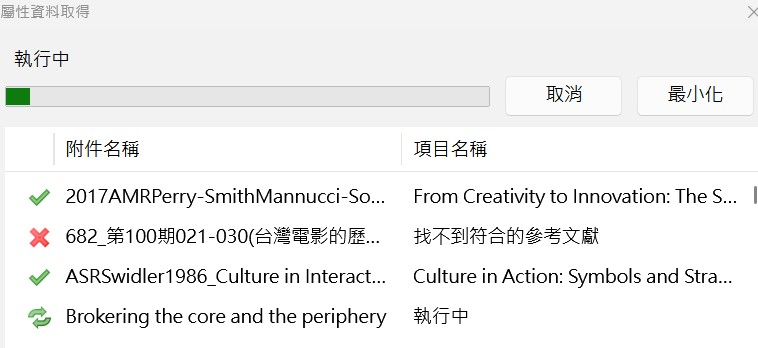 屬性資料取得
執行中
取消 最小化
附件名稱 項目名稱
2017AMRPerry-SmithMannucci-So... From Creativity to Innovation: The S...
682_第100期021-030(台灣電影的歷... 找不到符合的參考文獻
ASRSwidler1986_Culture in Interact... Culture in Action: Symbols and Stra...
Brokering the core and the periphery 執行中